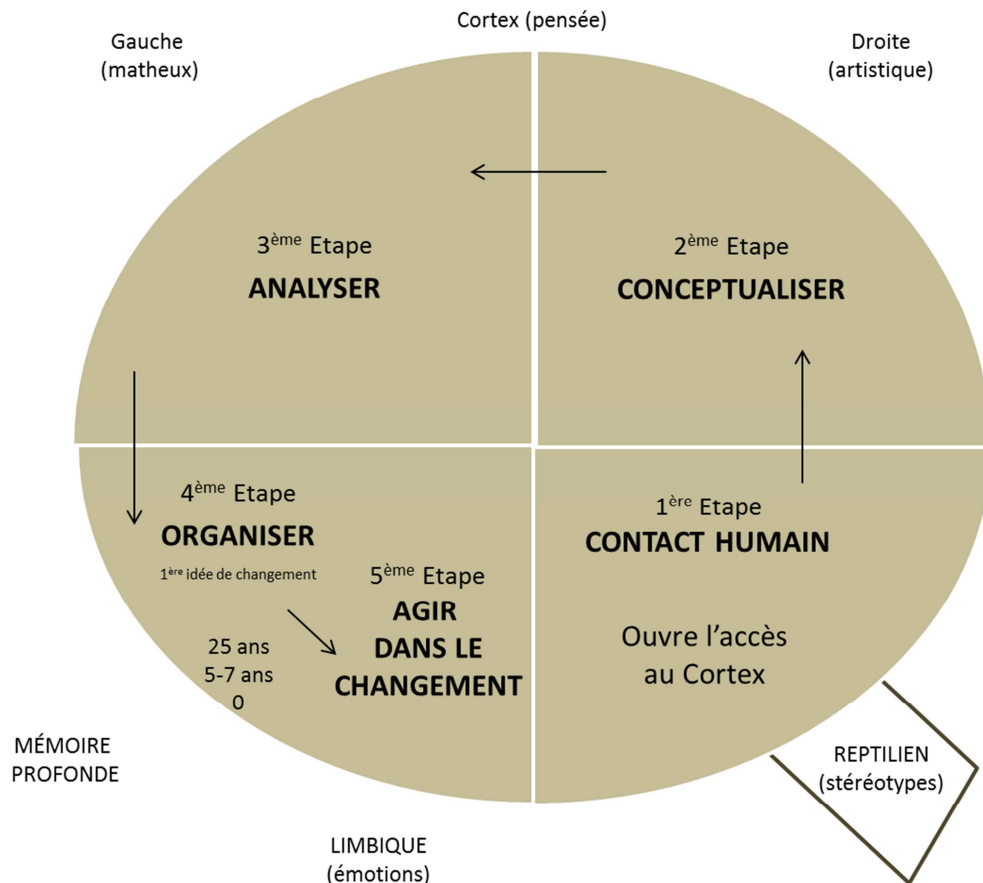 Cortex (pensée)
Gauche
(matheux)
Droite
(artistique)
3ème Etape
ANALYSER
2ème Etape
CONCEPTUALISER
4ème Etape
ORGANISER
1ère idée de changement
5ème Etape
AGIR
DANS LE
CHANGEMENT
25 ans
5-7 ans
0
1ère Etape
CONTACT HUMAIN
Ouvre l’accès
au Cortex
MÉMOIRE
PROFONDE
REPTILIEN
(stéréotypes)
LIMBIQUE
(émotions)